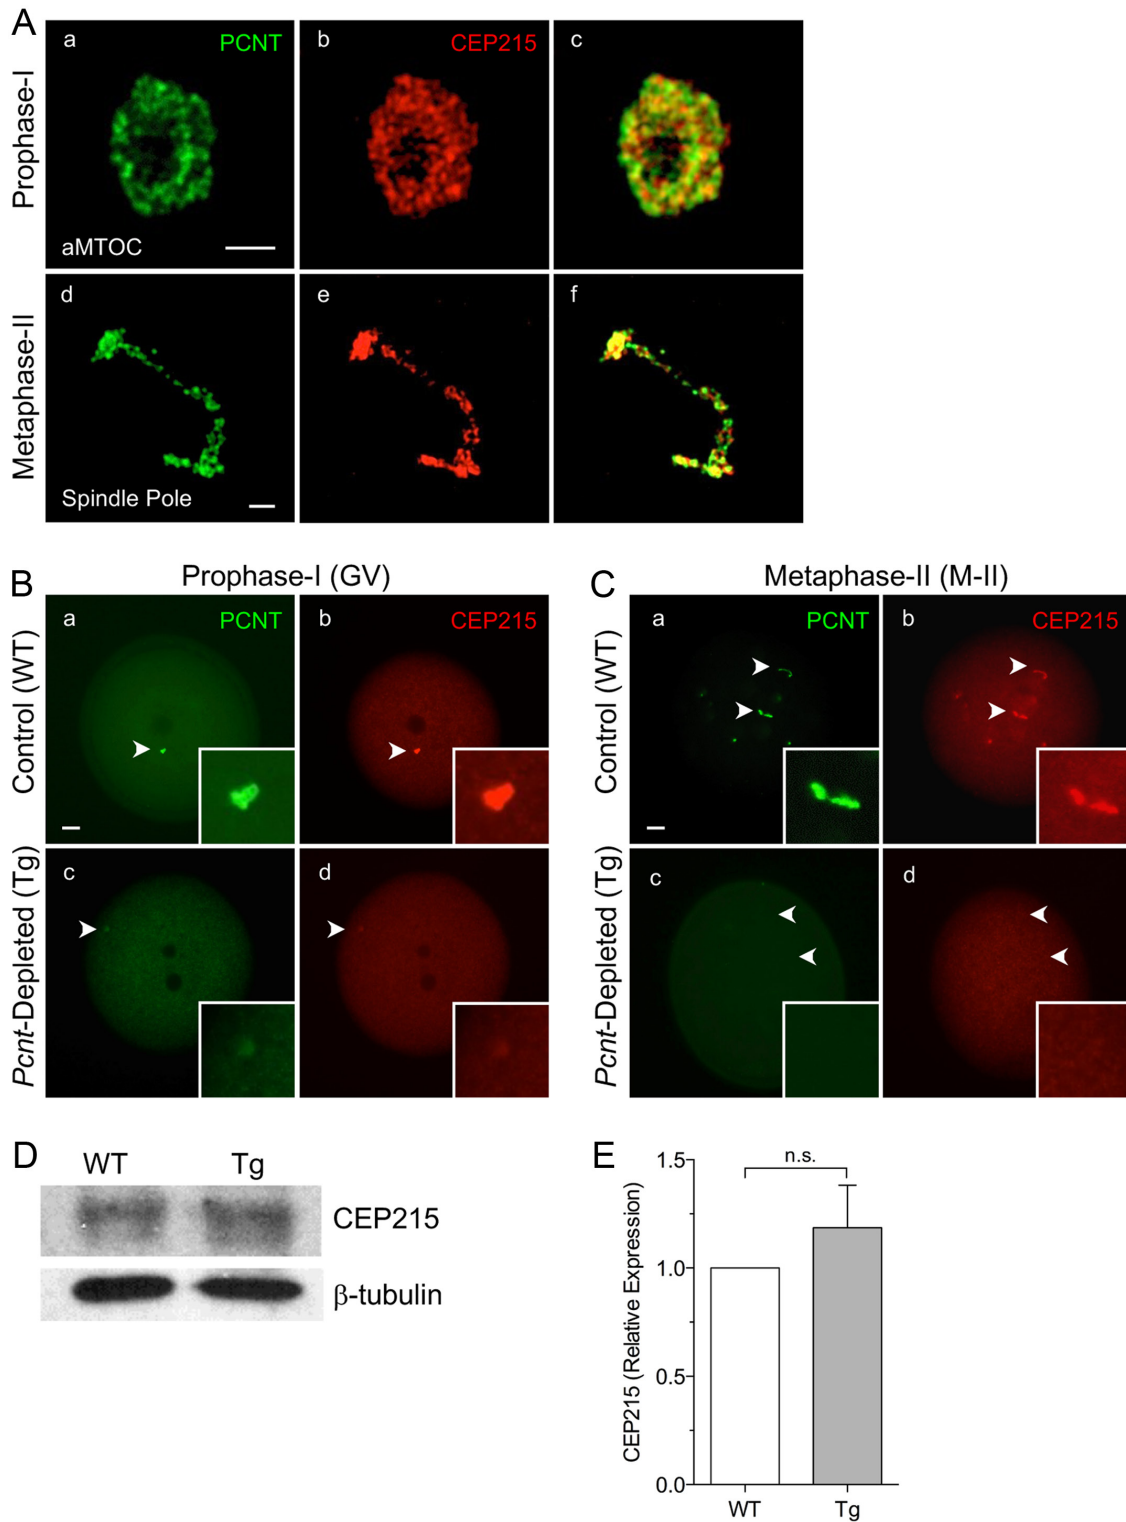 A
Prophase-I
a
PCNT
b
CEP215
c
aMTOC
Metaphase-II
d
e
f
Spindle Pole
B
Prophase-I (GV)
Control (WT)
a
PCNT
b
CEP215
Pcnt-Depleted (Tg)
c
d
C
Metaphase-II (M-II)
Control (WT)
a
PCNT
b
CEP215
Pcnt-Depleted (Tg)
c
d
D
WT
Tg
CEP215
β-tubulin
E
CEP215 (Relative Expression)
1.5
1.0
0.5
0.0
n.s.
WT
Tg